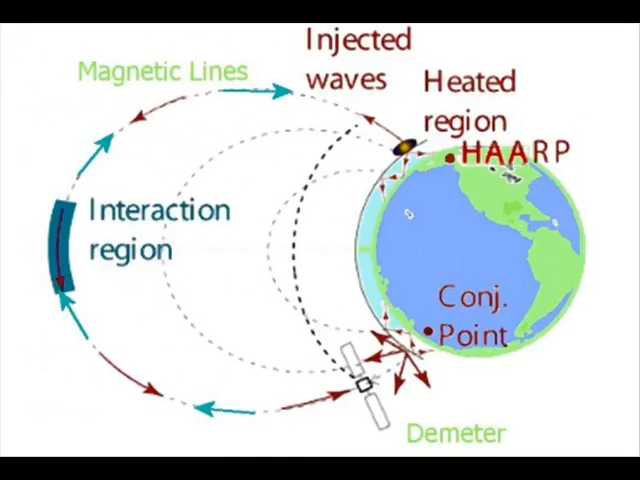 Injected
waves
Magnetic Lines
Heated
region
HAARP
Interaction
region
Conj.
Point
Demeter